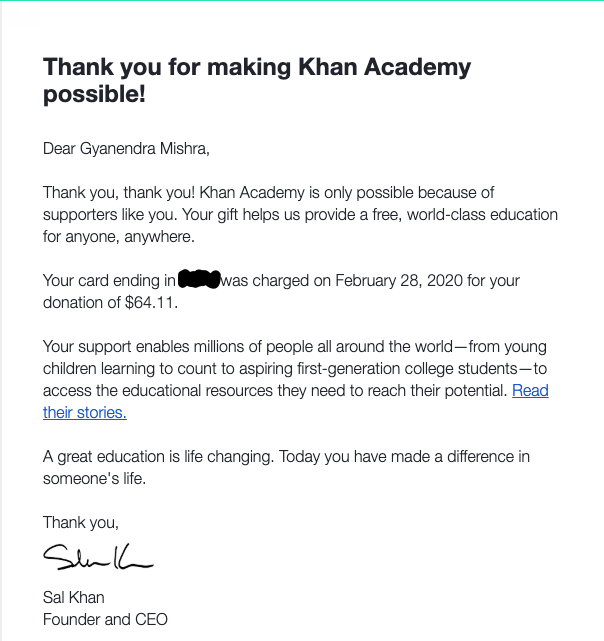 Thank you for making Khan Academy
possible!
Dear Gyanendra Mishra,
Thank you, thank you! Khan Academy is only possible because of
supporters like you. Your gift helps us provide a free, world-class education
for anyone, anywhere.
Your card ending in was charged on February 28, 2020 for your
donation of $64.11.
Your support enables millions of people all around the world—from young
children learning to count to aspiring first-generation college students—to
access the educational resources they need to reach their potential. Read
their stories.
A great education is life changing. Today you have made a difference in
someone's life.
Thank you,
Sal Khan
Founder and CEO